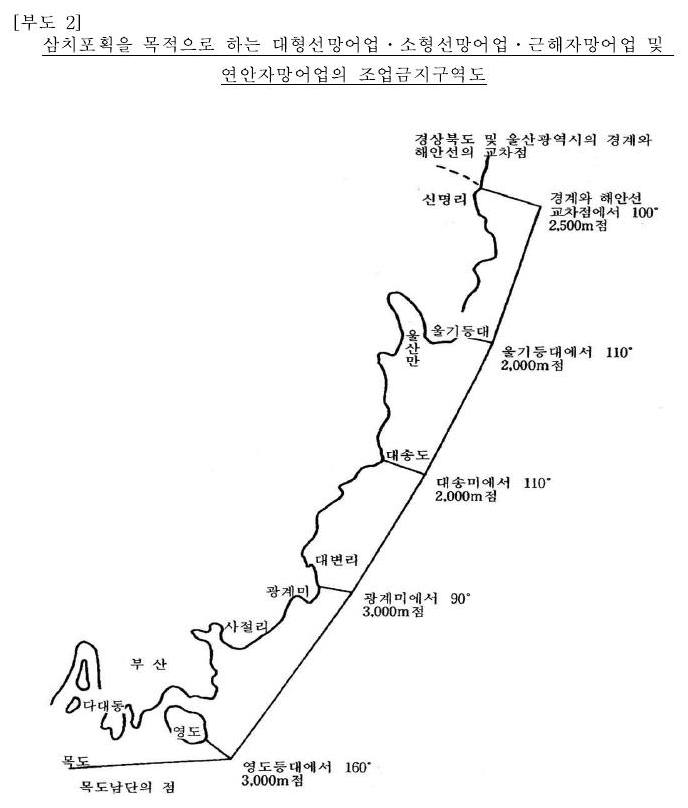 [부도 2]
삼치포획을 목적으로 하는 대형선망어업·소형선망어업·근해자망어업 및
연안자망어업의 조업금지구역도
경상북도 및 울산광역시의 경계와
해안선의 교차점
신명리
경계와 해안선
교차점에서 100°
2,500m점
울기등대
울산만
울기등대에서 110°
2,000m점
대송도
대송미에서 110°
2,000m점
대변리
광계미
광계미에서 90°
3,000m점
사절리
부산
다대동
영도
목도
목도남단의 점
영도등대에서 160°
3,000m점